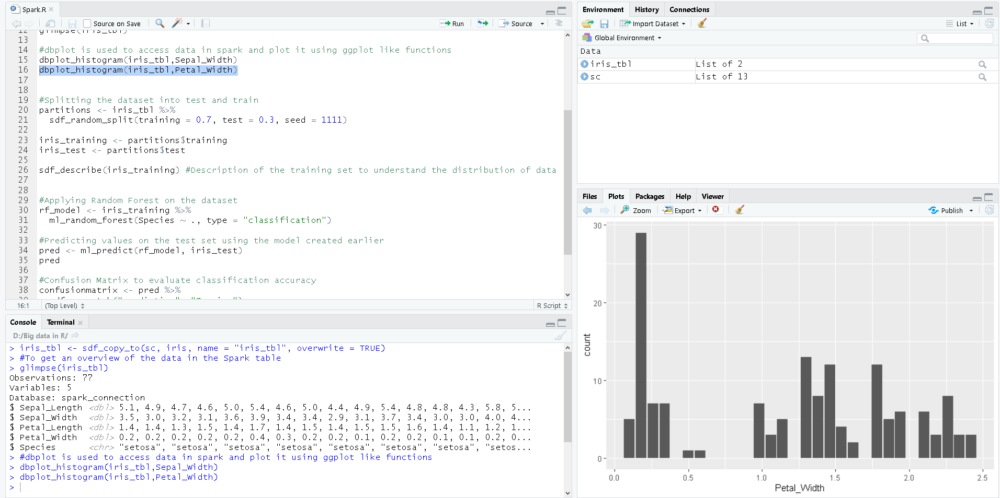 Spark.R
Source on Save
Run
Source
12 glimpse(iris_tbl)
13
14 #dbplot is used to access data in spark and plot it using ggplot like functions
15 dbplot_histogram(iris_tbl,Sepal_Width)
16 dbplot_histogram(iris_tbl,Petal_Width)
17
18
19 #Splitting the dataset into test and train
20 partitions <- iris_tbl %>%
21 sdf_random_split(training = 0.7, test = 0.3, seed = 1111)
22
23 iris_training <- partitions$training
24 iris_test <- partitions$test
25
26 sdf_describe(iris_training) #Description of the training set to understand the distribution of data
27
28
29 #Applying Random Forest on the dataset
30 rf_model <- iris_training %>%
31 ml_random_forest(Species ~ ., type = "classification")
32
33 #Predicting values on the test set using the model created earlier
34 pred <- ml_predict(rf_model, iris_test)
35 pred
36
37 #Confusion Matrix to evaluate classification accuracy
38 confusionmatrix <- pred %>%
16:1 (Top Level) R Script
Console Terminal
D:/Big data in R/
> iris_tbl <- sdf_copy_to(sc, iris, name = "iris_tbl", overwrite = TRUE)
> #To get an overview of the data in the Spark table
> glimpse(iris_tbl)
Observations: ??
Variables: 5
Database: spark_connection
$ Sepal_Length <dbl> 5.1, 4.9, 4.7, 4.6, 5.0, 5.4, 4.6, 5.0, 4.4, 4.9, 5.4, 4.8, 4.8, 4.3, 5.8, 5...
$ Sepal_Width <dbl> 3.5, 3.0, 3.2, 3.1, 3.6, 3.9, 3.4, 3.4, 2.9, 3.1, 3.7, 3.4, 3.0, 3.0, 4.0, 4...
$ Petal_Length <dbl> 1.4, 1.4, 1.3, 1.5, 1.4, 1.7, 1.4, 1.5, 1.4, 1.5, 1.5, 1.6, 1.4, 1.1, 1.2, 1...
$ Petal_Width <dbl> 0.2, 0.2, 0.2, 0.2, 0.2, 0.4, 0.3, 0.2, 0.2, 0.1, 0.2, 0.2, 0.1, 0.1, 0.2, 0...
$ Species <chr> "setosa", "setosa", "setosa", "setosa", "setosa", "setosa", "setosa", "setos...
> #dbplot is used to access data in spark and plot it using ggplot like functions
> dbplot_histogram(iris_tbl,Sepal_Width)
> dbplot_histogram(iris_tbl,Petal_Width)
>
Environment History Connections
Import Dataset
List
Global Environment
Data
iris_tbl List of 2
sc List of 13
Files Plots Packages Help Viewer
Zoom Export Publish
30
20
10
0
count
0.0 0.5 1.0 1.5 2.0 2.5
Petal_Width